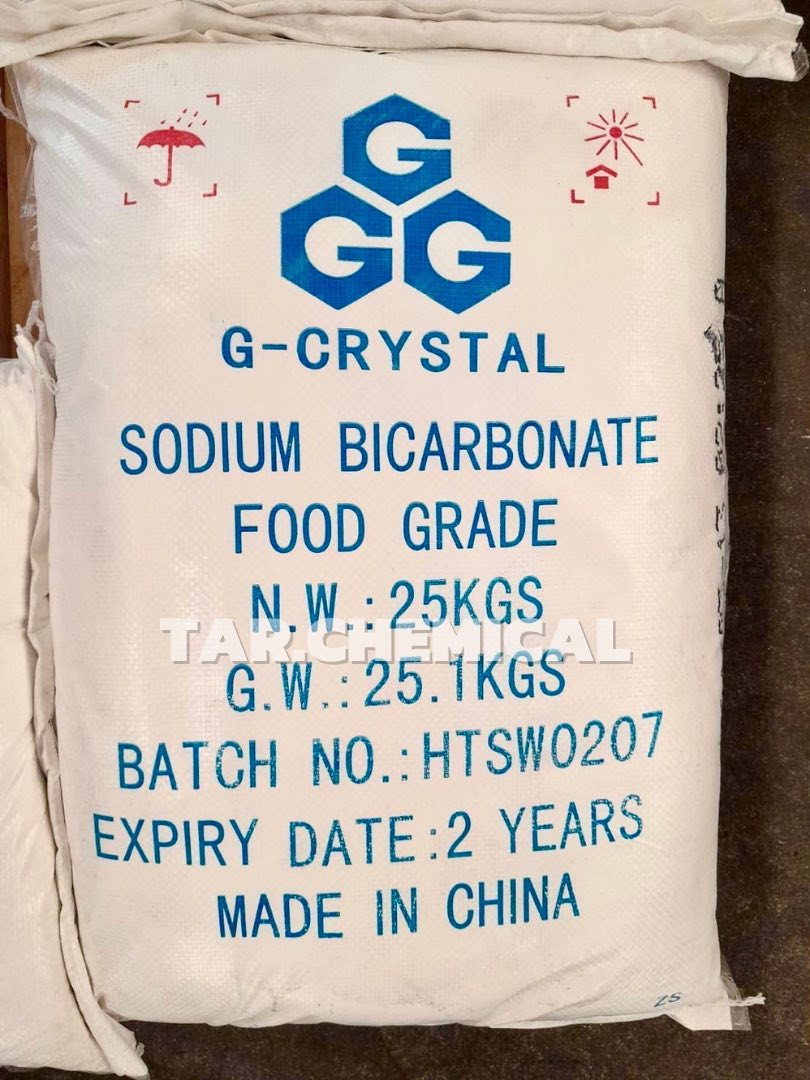 G
G G
G-CRYSTAL
SODIUM BICARBONATE
FOOD GRADE
N.W.:25KGS
TAR.CHEMICAL
G.W.:25.1KGS
BATCH NO.:HTSW0207
EXPIRY DATE:2 YEARS
MADE IN CHINA
25